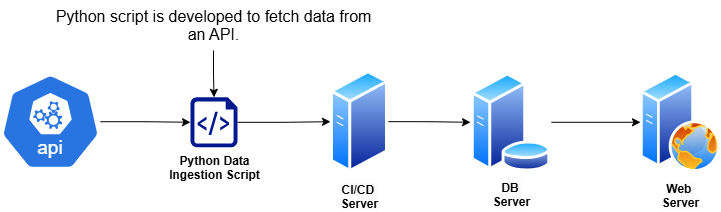 Python script is developed to fetch data from
an API.
</>
api
Python Data
Ingestion Script
CI/CD
Server
DB
Server
Web
Server